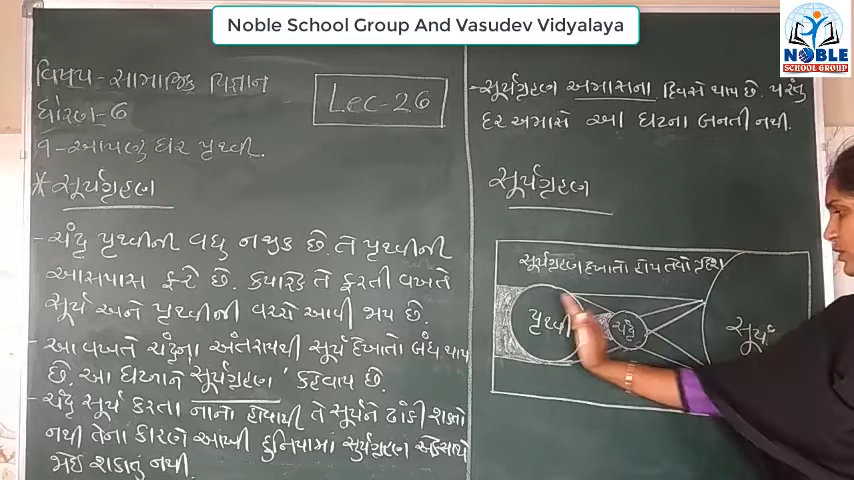 Noble School Group And Vasudev Vidyalaya
NOBLE
SCHOOL GROUP
વિષય - સામાજિક વિજ્ઞાન
ધોરણ - 6
Lec-26
૧ - આપણું ઘર પૃથ્વી.
* સૂર્યગ્રહણ
- ચંદ્ર પૃથ્વીની વધુ નજીક છે. તે પૃથ્વીની
આસપાસ ફરે છે. ક્યારેક તે ફરતી વખતે
સૂર્ય અને પૃથ્વીની વચ્ચે આવી જાય છે.
- આ વખતે ચંદ્રના અંતરાયથી સૂર્ય દેખાતો બંધ થાય
છે. આ ઘટનાને 'સૂર્યગ્રહણ' કહેવાય છે.
- ચંદ્ર સૂર્ય કરતા નાનો હોવાથી તે સૂર્યને ઢાંકી શકતો
નથી તેના કારણે આખી દુનિયામાં સૂર્યગ્રહણ એકસાથે
જોઈ શકાતું નથી.
- સૂર્યગ્રહણ અમાસના દિવસે થાય છે. પરંતુ
દર અમાસે આ ઘટના બનતી નથી.
સૂર્યગ્રહણ
સૂર્યગ્રહણ દેખાતો હોય તેવો
પૃથ્વી
ચંદ્ર
સૂર્ય